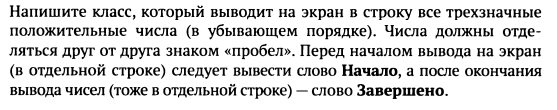 Напишите класс, который выводит на экран в строку все трехзначные
положительные числа (в убывающем порядке). Числа должны отде-
ляться друг от друга знаком «пробел». Перед началом вывода на экран
(в отдельной строке) следует вывести слово Начало, а после окончания
вывода чисел (тоже в отдельной строке) — слово Завершено.